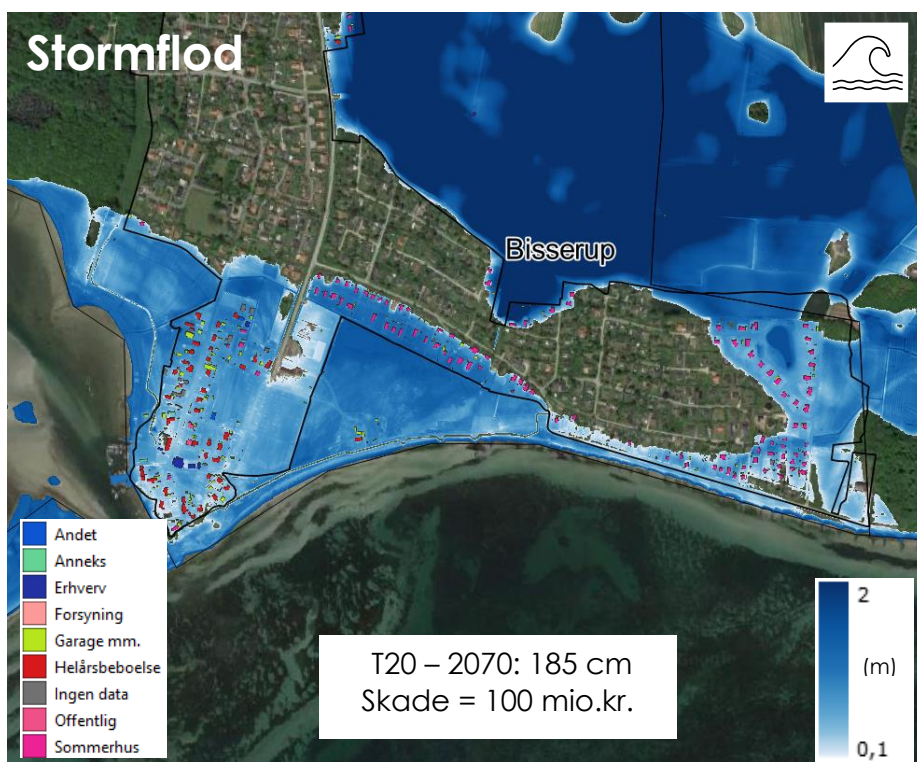 Stormflod
Bisserup
Andet
Anneks
Erhverv
Forsyning
Garage mm.
Helårsbeboelse
Ingen data
Offentlig
Sommerhus
T20 – 2070: 185 cm
Skade = 100 mio.kr.
2
(m)
0,1